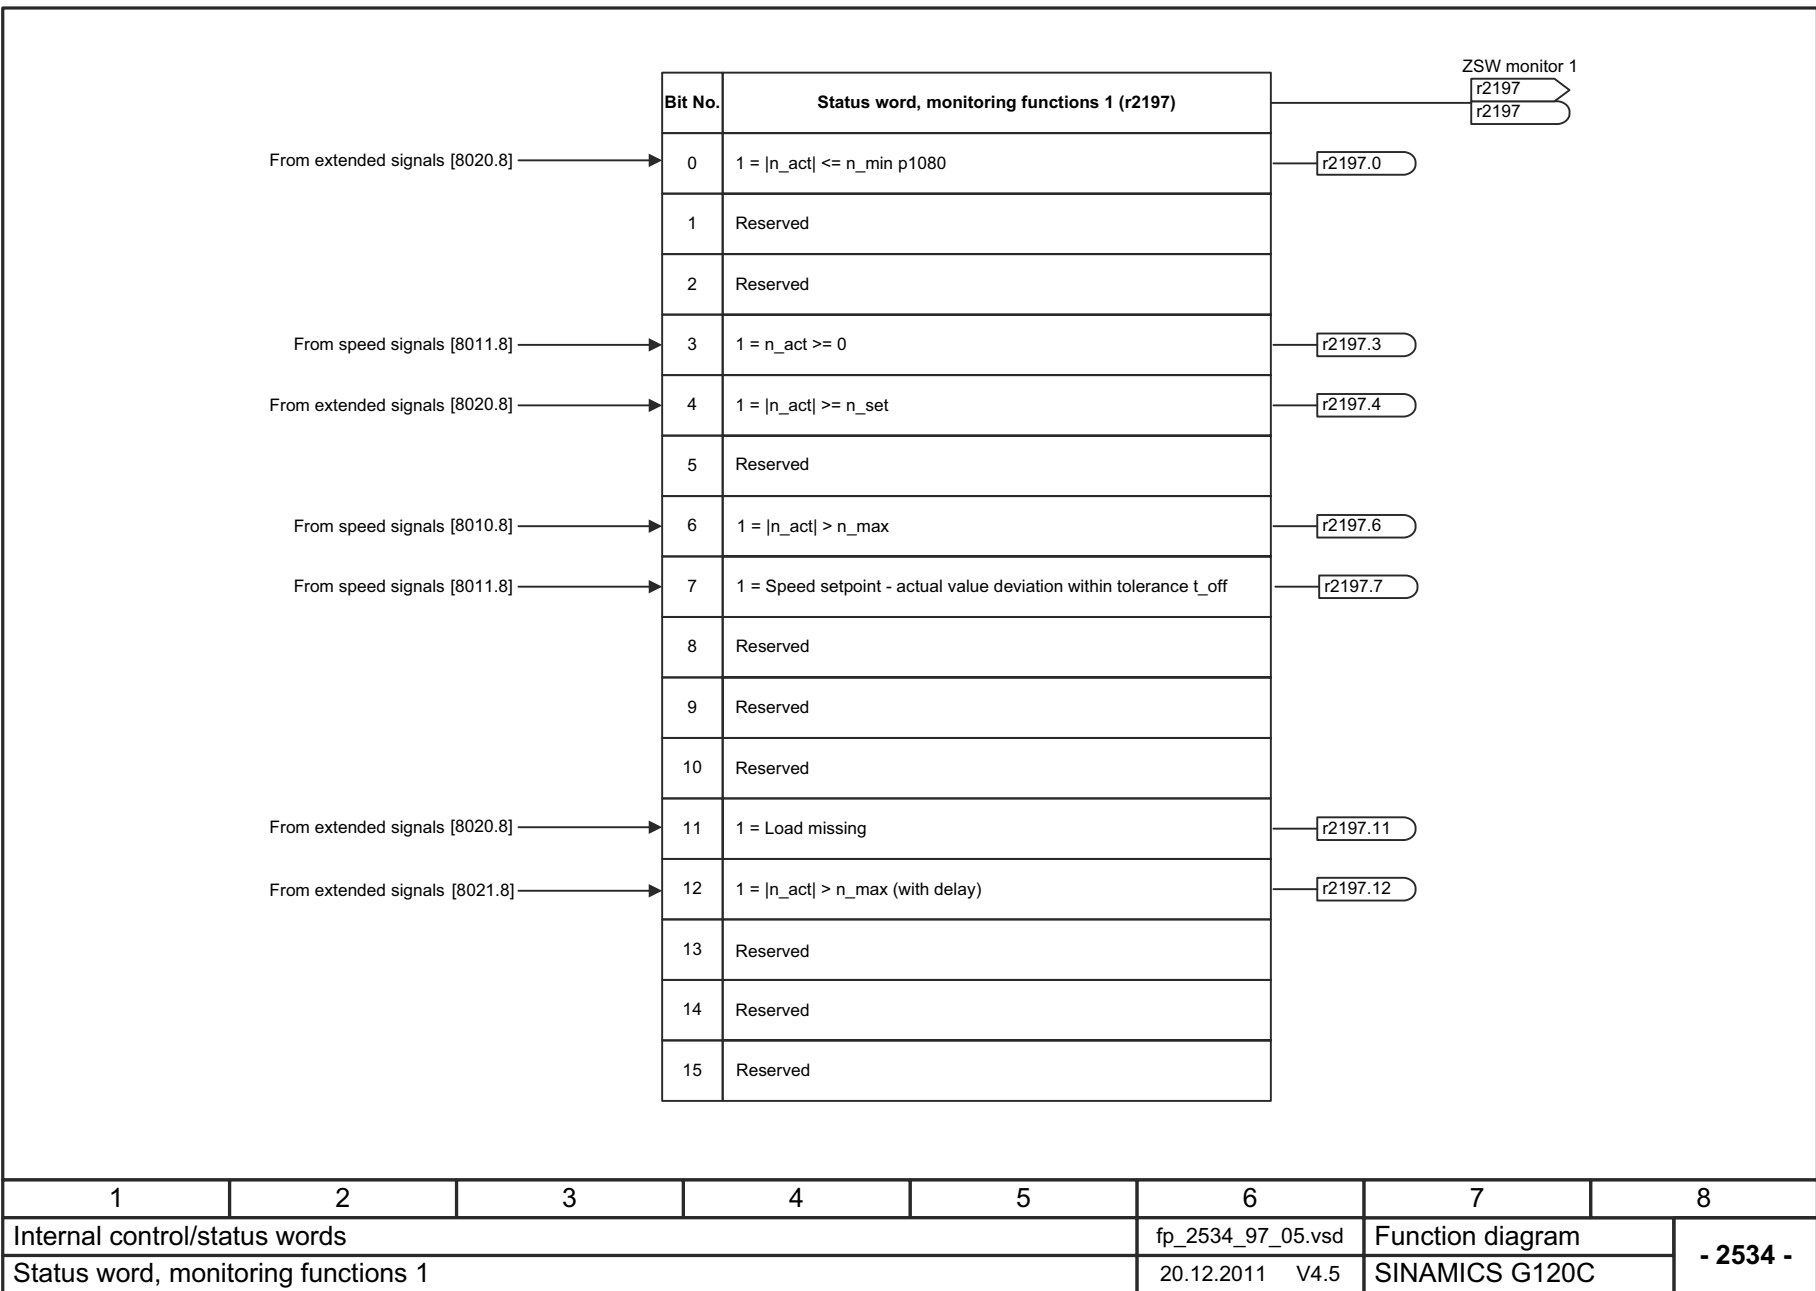 ZSW monitor 1
Bit No. Status word, monitoring functions 1 (r2197) r2197
r2197
From extended signals [8020.8] 0 1 = |n_act| <= n_min p1080 r2197.0
1 Reserved
2 Reserved
From speed signals [8011.8] 3 1 = n_act >= 0 r2197.3
From extended signals [8020.8] 4 1 = |n_act| >= n_set r2197.4
5 Reserved
From speed signals [8010.8] 6 1 = |n_act| > n_max r2197.6
From speed signals [8011.8] 7 1 = Speed setpoint - actual value deviation within tolerance t_off r2197.7
8 Reserved
9 Reserved
10 Reserved
From extended signals [8020.8] 11 1 = Load missing r2197.11
From extended signals [8021.8] 12 1 = |n_act| > n_max (with delay) r2197.12
13 Reserved
14 Reserved
15 Reserved
1 2 3 4 5 6 7 8
Internal control/status words fp_2534_97_05.vsd Function diagram - 2534 -
Status word, monitoring functions 1 20.12.2011 V4.5 SINAMICS G120C